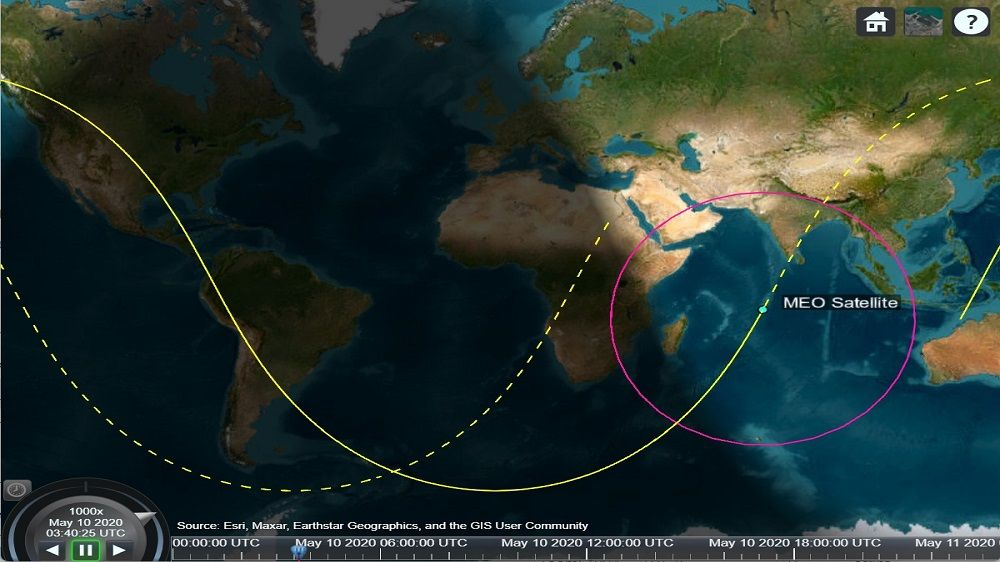 ?
MEO Satellite
1000x
May 10 2020
03:40:25 UTC
Source: Esri, Maxar, Earthstar Geographics, and the GIS User Community
00:00:00 UTC May 10 2020 06:00:00 UTC May 10 2020 12:00:00 UTC May 10 2020 18:00:00 UTC May 11 2020